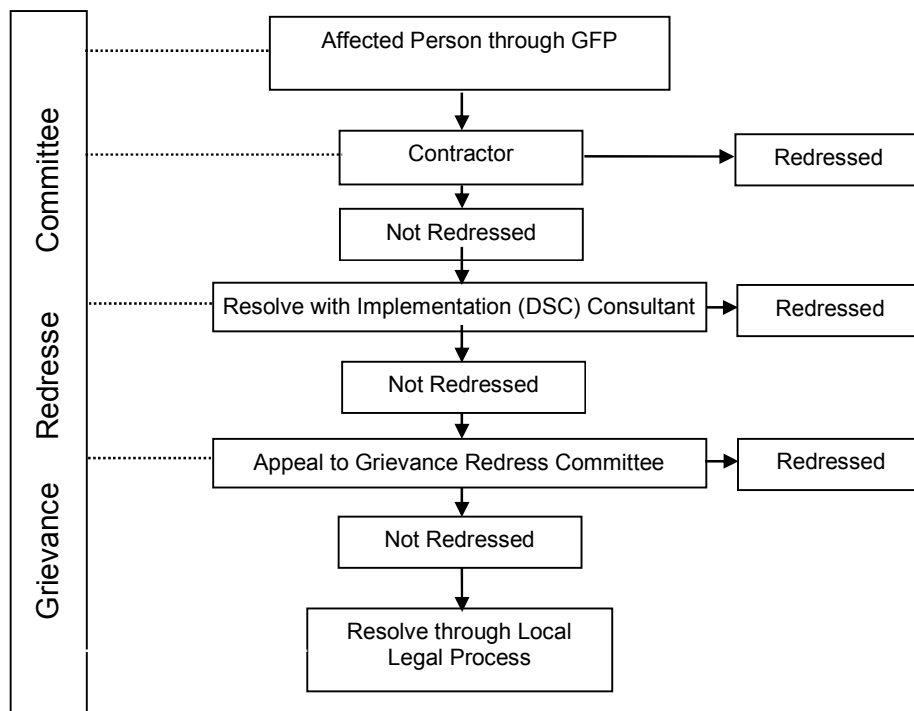 Grievance Redresse Committee
Affected Person through GFP
Contractor
Redressed
Not Redressed
Resolve with Implementation (DSC) Consultant
Redressed
Not Redressed
Appeal to Grievance Redress Committee
Redressed
Not Redressed
Resolve through Local
Legal Process